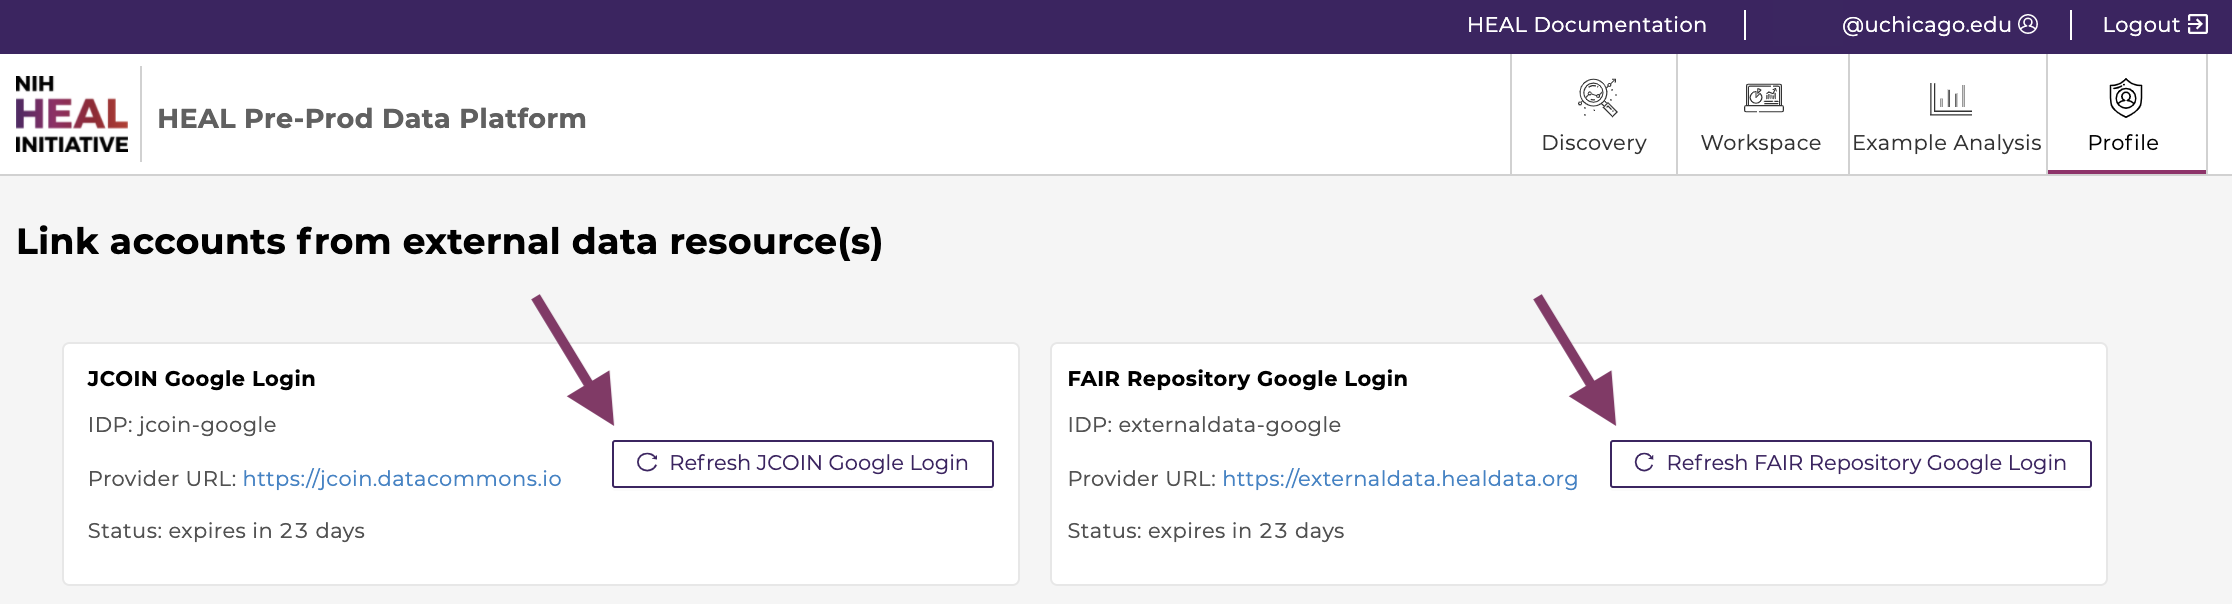 HEAL Documentation
@uchicago.edu
Logout
NIH
HEAL
INITIATIVE
HEAL Pre-Prod Data Platform
Discovery
Workspace
Example Analysis
Profile
Link accounts from external data resource(s)
JCOIN Google Login
IDP: jcoin-google
Provider URL: https://jcoin.datacommons.io
Status: expires in 23 days
Refresh JCOIN Google Login
FAIR Repository Google Login
IDP: externaldata-google
Provider URL: https://externaldata.healdata.org
Status: expires in 23 days
Refresh FAIR Repository Google Login